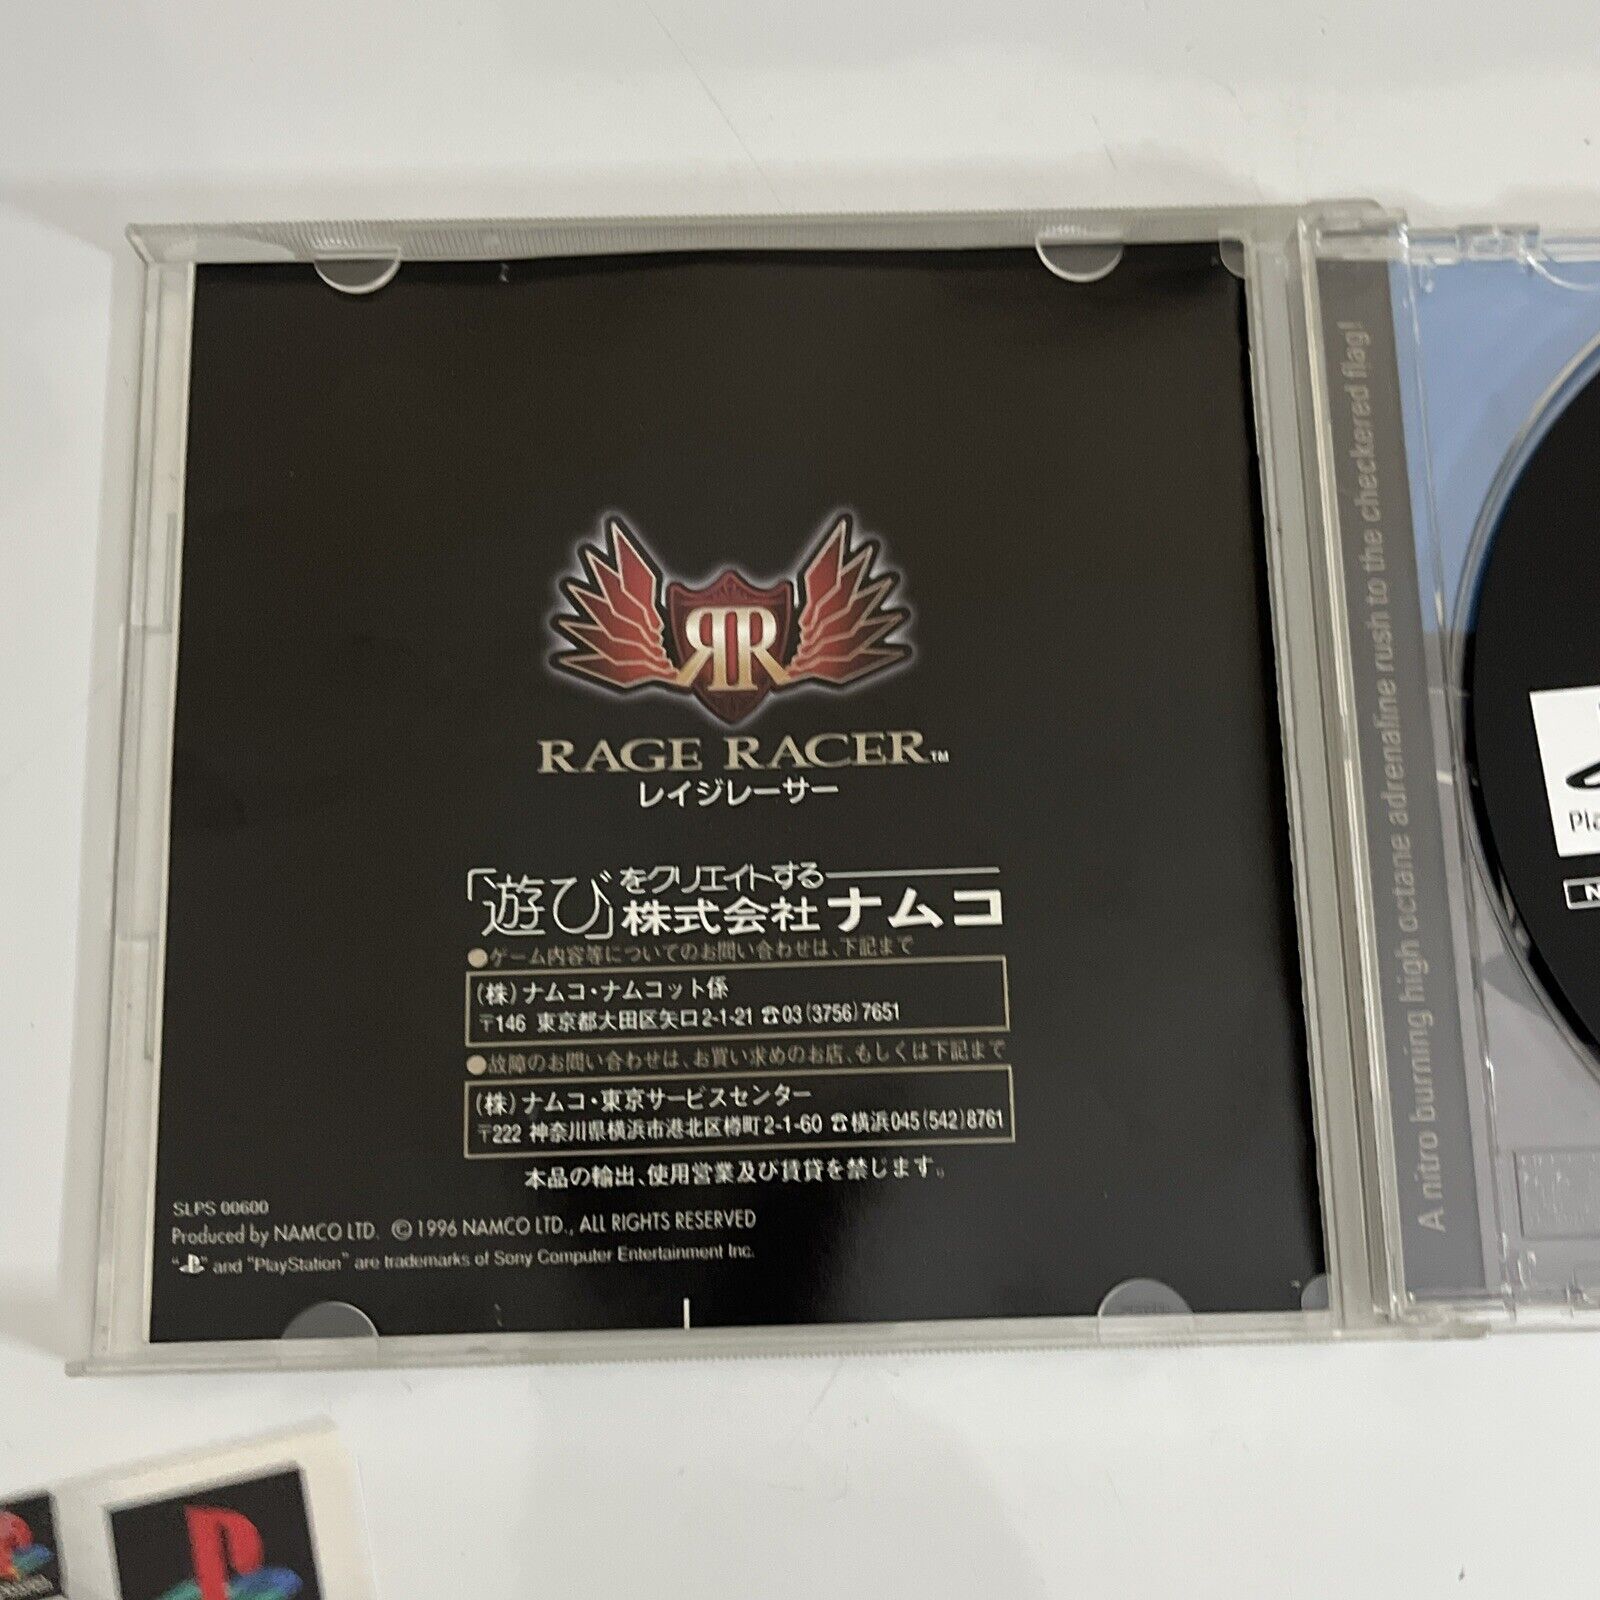 RR
RAGE RACER™
レイジレーサー
「遊び」をクリエイトする
株式会社ナムコ
●ゲーム内容等についてのお問い合わせは、下記まで
(株)ナムコ・ナムコット係
〒146 東京都大田区矢口2-1-21 ☎03(3756)7651
●故障のお問い合わせは、お買い求めのお店、もしくは下記まで
(株)ナムコ・東京サービスセンター
〒222 神奈川県横浜市港北区樽町2-1-60 ☎横浜045(542)8761
本品の輸出、使用営業及び賃貸を禁じます。
SLPS 00600
Produced by NAMCO LTD. © 1996 NAMCO LTD., ALL RIGHTS RESERVED
" " and "PlayStation" are trademarks of Sony Computer Entertainment Inc.
A nitro burning high octane adrenaline rush to the checkered flag!
Pla
N